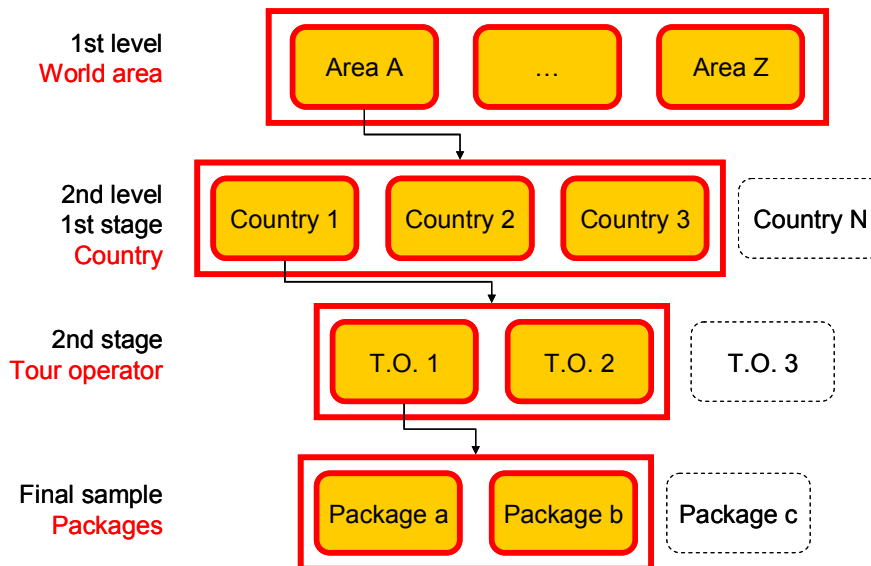 1st level
World area
Area A
…
Area Z
2nd level
1st stage
Country
Country 1
Country 2
Country 3
Country N
2nd stage
Tour operator
T.O. 1
T.O. 2
T.O. 3
Final sample
Packages
Package a
Package b
Package c